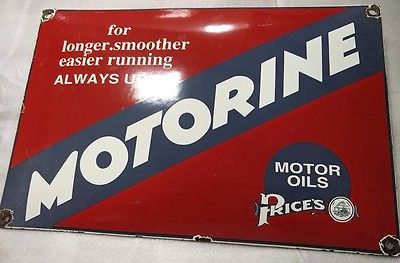 for
longer.smoother
easier running
ALWAYS
MOTORINE
MOTOR
OILS
PRICE'S